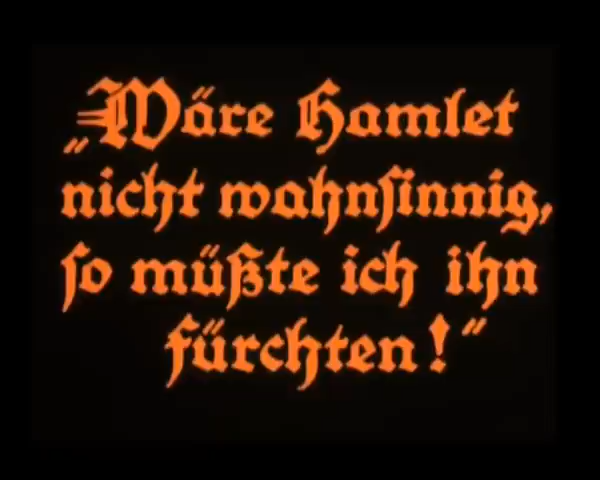 „Wäre Hamlet
nicht wahnſinnig,
ſo müßte ich ihn
fürchten!“